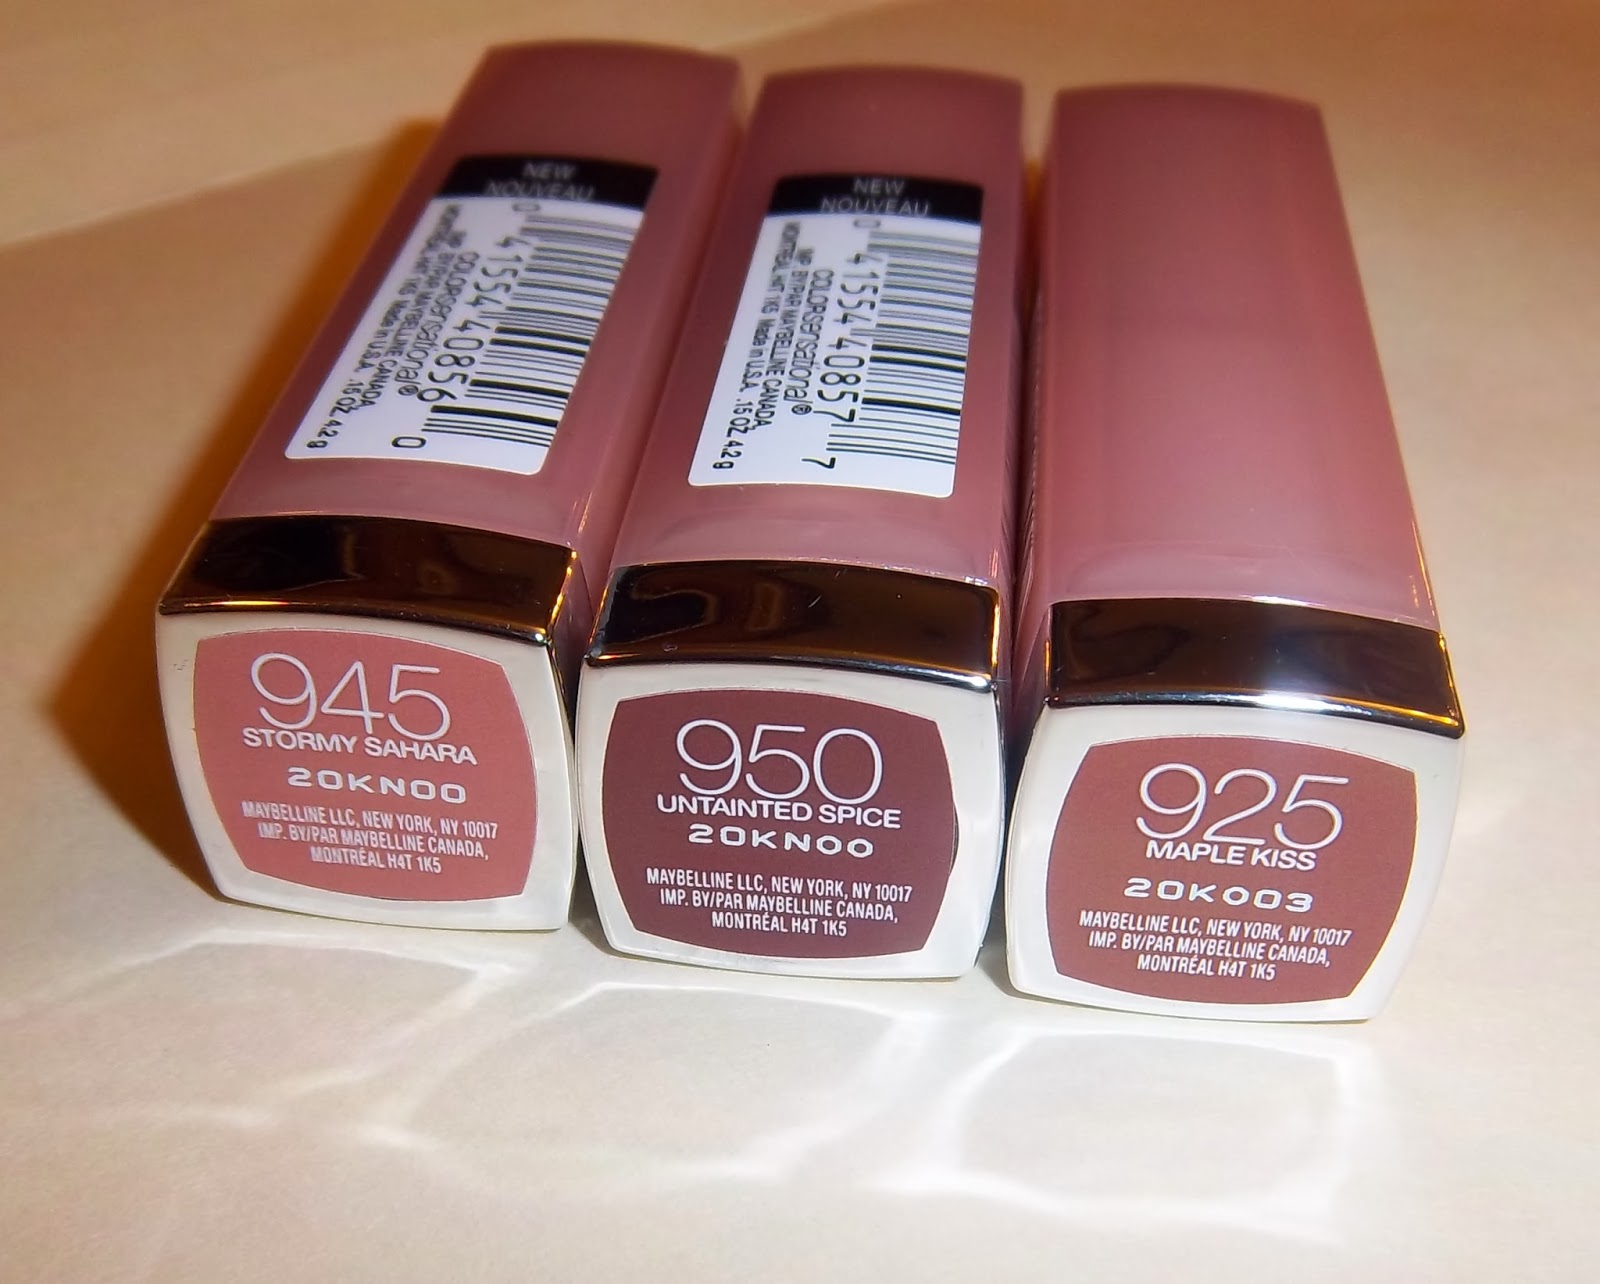 NEW
NOUVEAU
0 41554 40856 0
COLORsensational®
IMP. BY/PAR MAYBELLINE CANADA,
MONTRÉAL H4T 1K5 Made in U.S.A. .15 OZ 4.2 g
945
STORMY SAHARA
20KN00
MAYBELLINE LLC, NEW YORK, NY 10017
IMP. BY/PAR MAYBELLINE CANADA,
MONTRÉAL H4T 1K5
NEW
NOUVEAU
0 41554 40857 7
COLORsensational®
IMP. BY/PAR MAYBELLINE CANADA,
MONTRÉAL H4T 1K5 Made in U.S.A. .15 OZ 4.2 g
950
UNTAINTED SPICE
20KN00
MAYBELLINE LLC, NEW YORK, NY 10017
IMP. BY/PAR MAYBELLINE CANADA,
MONTRÉAL H4T 1K5
925
MAPLE KISS
20K003
MAYBELLINE LLC, NEW YORK, NY 10017
IMP. BY/PAR MAYBELLINE CANADA,
MONTRÉAL H4T 1K5